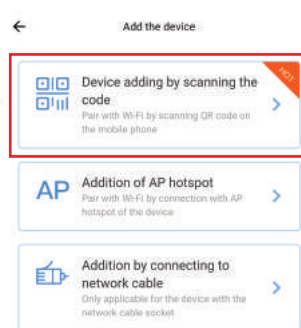 Add the device
HOT
Device adding by scanning the
code
Pair with Wi-Fi by scanning QR code on
the mobile phone
AP
Addition of AP hotspot
Pair with Wi-Fi by connection with AP
hotspot of the device
Addition by connecting to
network cable
Only applicable for the device with the
network cable socket